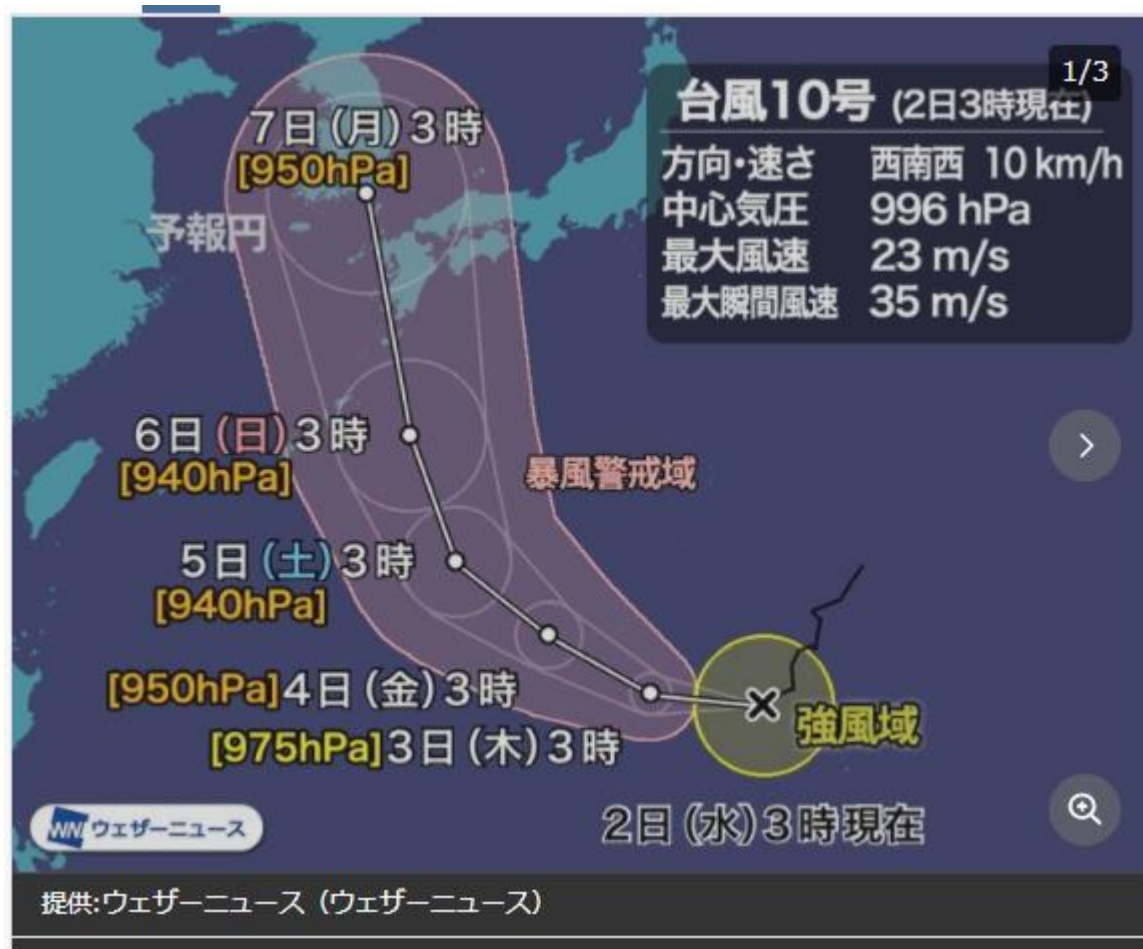 1/3
台風10号 (2日3時現在)
方向・速さ 西南西 10 km/h
中心気圧 996 hPa
最大風速 23 m/s
最大瞬間風速 35 m/s
7日(月)3時
[950hPa]
予報円
6日(日)3時
[940hPa]
暴風警戒域
5日(土)3時
[940hPa]
[950hPa]4日(金)3時
[975hPa]3日(木)3時
強風域
2日(水)3時現在
WNI ウェザーニュース
提供:ウェザーニュース(ウェザーニュース)